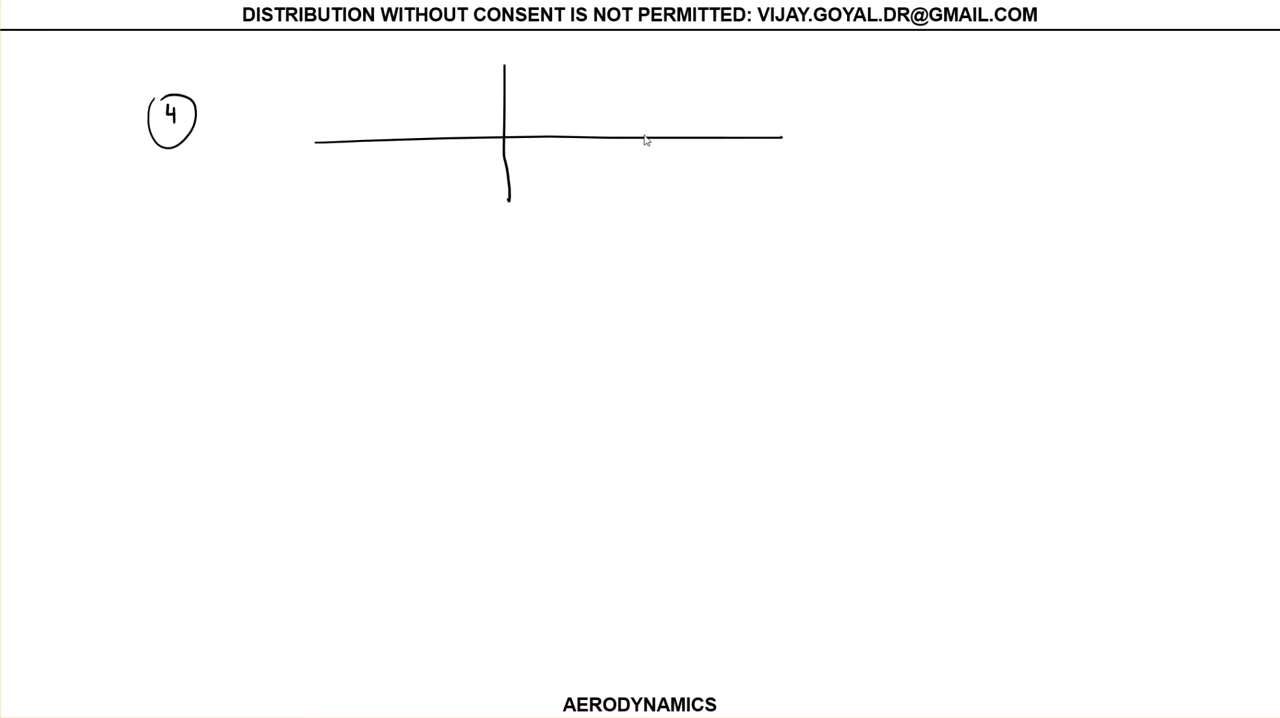 DISTRIBUTION WITHOUT CONSENT IS NOT PERMITTED: VIJAY.GOYAL.DR@GMAIL.COM
4
AERODYNAMICS